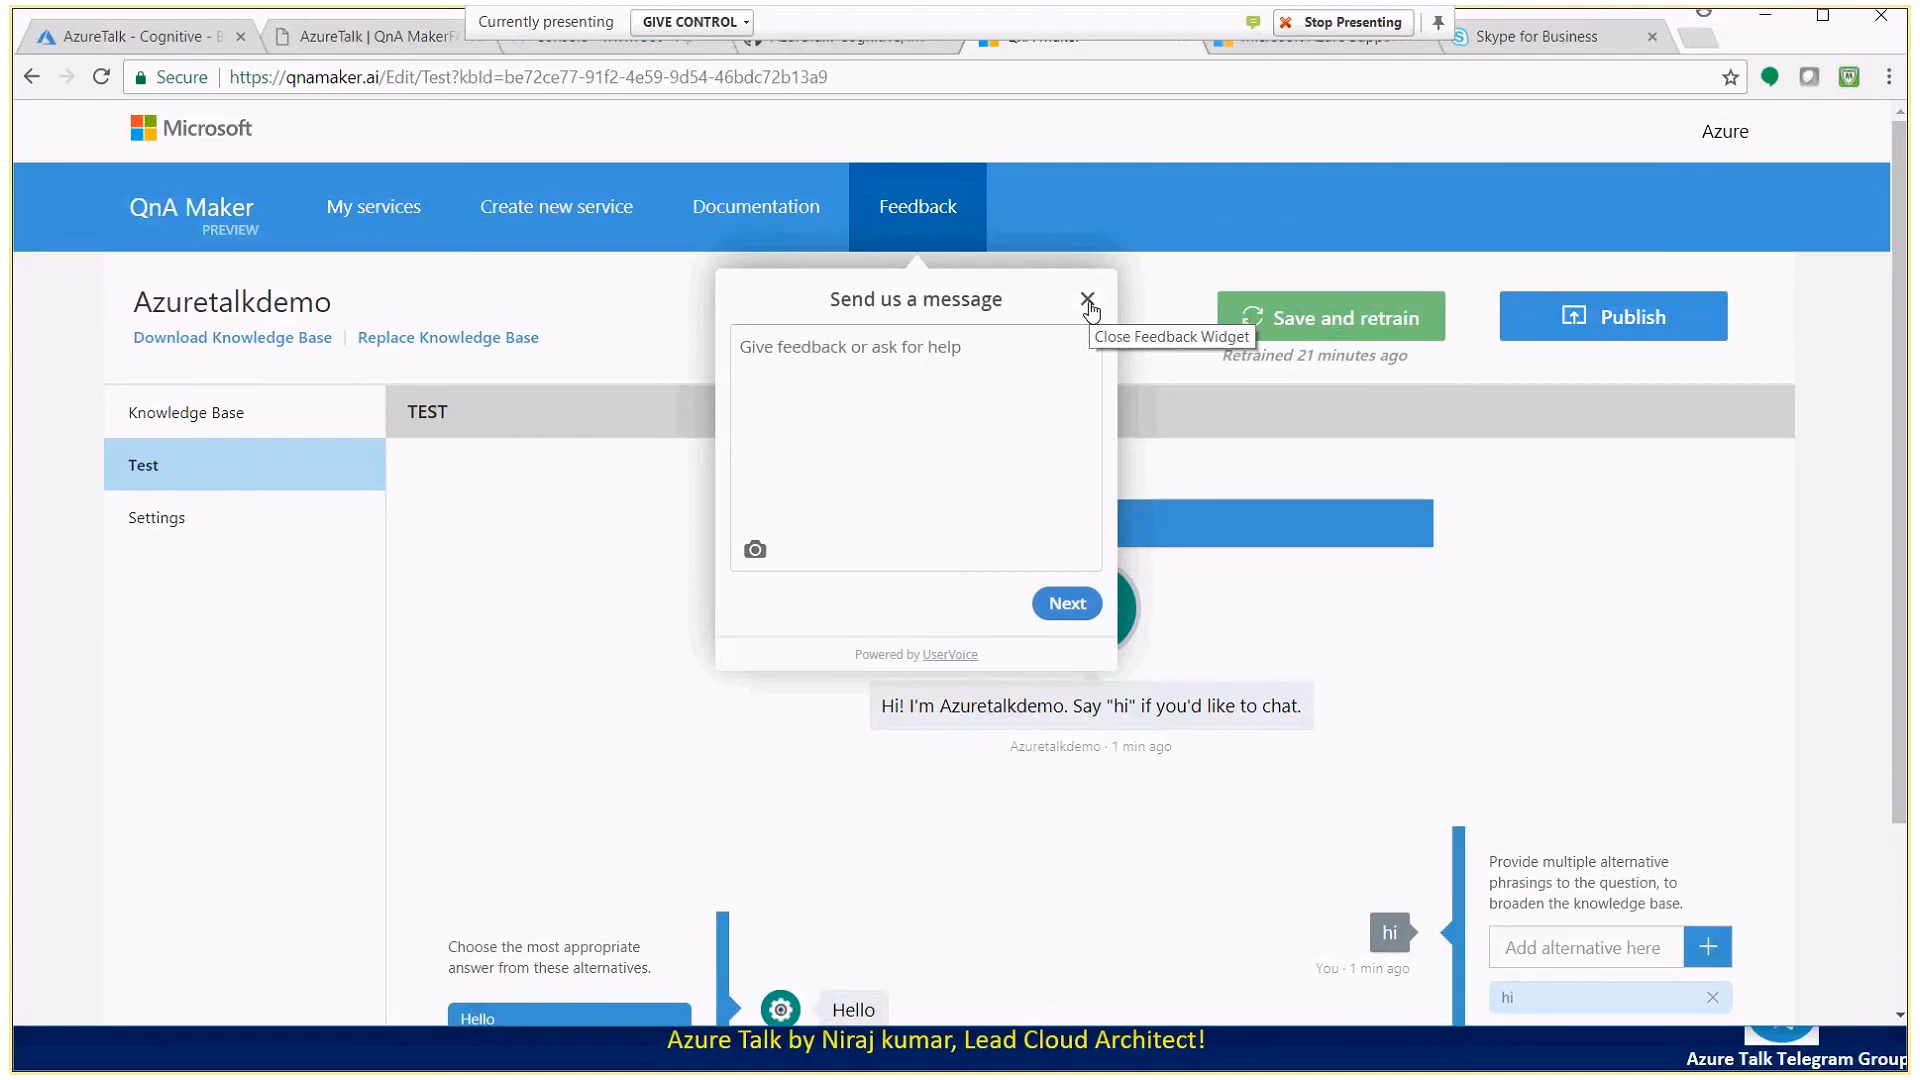 Currently presenting
GIVE CONTROL
Stop Presenting
AzureTalk - Cognitive - B
AzureTalk | QnA MakerF
Skype for Business
Secure
https://qnamaker.ai/Edit/Test?kbId=be72ce77-91f2-4e59-9d54-46bdc72b13a9
Microsoft
Azure
QnA Maker
PREVIEW
My services
Create new service
Documentation
Feedback
Azuretalkdemo
Download Knowledge Base
Replace Knowledge Base
Send us a message
Close Feedback Widget
Give feedback or ask for help
Next
Powered by UserVoice
Save and retrain
Retrained 21 minutes ago
Publish
Knowledge Base
Test
Settings
TEST
Hi! I'm Azuretalkdemo. Say "hi" if you'd like to chat.
Azuretalkdemo · 1 min ago
Provide multiple alternative
phrasings to the question, to
broaden the knowledge base.
Add alternative here
hi
hi
You · 1 min ago
Choose the most appropriate
answer from these alternatives.
Hello
Hello
Azure Talk by Niraj kumar, Lead Cloud Architect!
Azure Talk Telegram Group